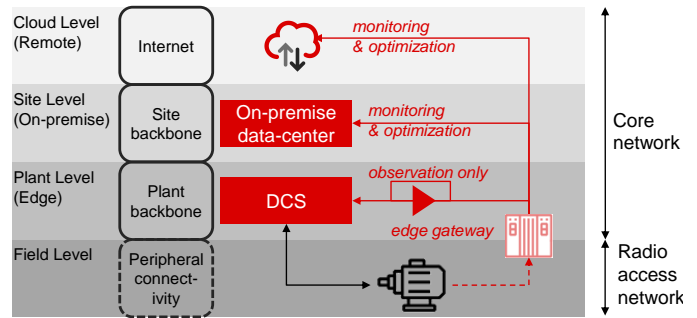 Cloud Level
(Remote)
Internet
monitoring
& optimization
Site Level
(On-premise)
Site
backbone
On-premise
data-center
monitoring
& optimization
Core
network
Plant Level
(Edge)
Plant
backbone
DCS
observation only
edge gateway
Field Level
Peripheral
connect-
ivity
Radio
access
network